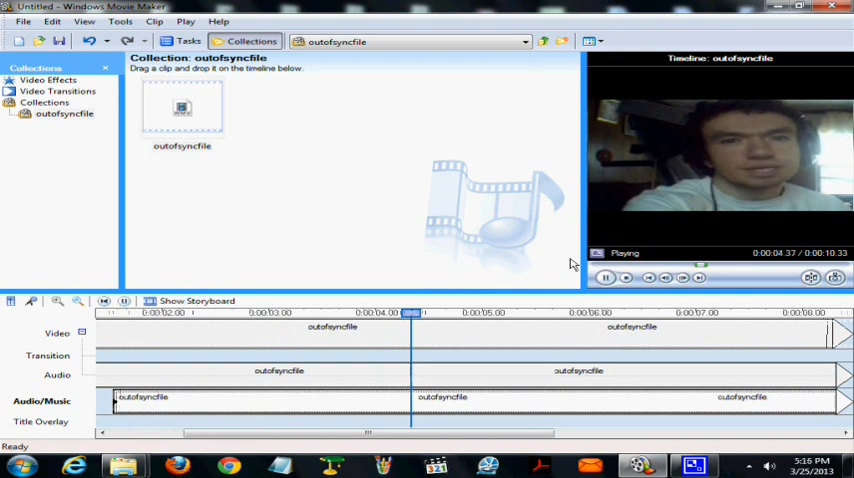 Untitled - Windows Movie Maker
File Edit View Tools Clip Play Help
Tasks Collections outofsyncfile
Collections
Video Effects
Video Transitions
Collections
outofsyncfile
Collection: outofsyncfile
Drag a clip and drop it on the timeline below.
WMV
outofsyncfile
Timeline: outofsyncfile
Playing 0:00:04.37 / 0:00:10.33
Show Storyboard
0:00:02.00 0:00:03.00 0:00:04.00 0:00:05.00 0:00:06.00 0:00:07.00 0:00:08.00
Video outofsyncfile outofsyncfile
Transition
Audio outofsyncfile outofsyncfile
Audio/Music outofsyncfile outofsyncfile outofsyncfile
Title Overlay
Ready
321
5:16 PM
3/25/2013